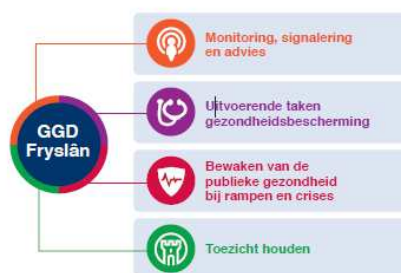 GGD
Fryslân
Monitoring, signalering
en advies
Uitvoerende taken
gezondheidsbescherming
Bewaken van de
publieke gezondheid
bij rampen en crises
Toezicht houden